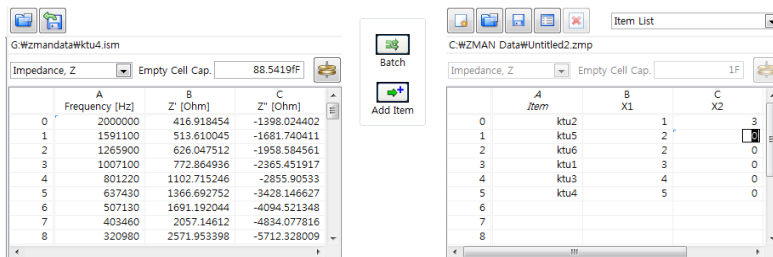 Item List
G:₩zmandata₩ktu4.ism
C:₩ZMAN Data₩Untitled2.zmp
Impedance, Z Empty Cell Cap. 88.5419fF
Batch
Add Item
Impedance, Z Empty Cell Cap. 1F
A B C
Frequency [Hz] Z' [Ohm] Z" [Ohm]
0 2000000 416.918454 -1398.024402
1 1591100 513.610045 -1681.740411
2 1265900 626.047512 -1958.584561
3 1007100 772.864936 -2365.451917
4 801220 1102.715246 -2855.90533
5 637430 1366.692752 -3428.146627
6 507130 1691.192044 -4094.521348
7 403460 2057.14612 -4834.077816
8 320980 2571.953398 -5712.328009
A B C
Item X1 X2
0 ktu2 1 3
1 ktu5 2 0
2 ktu6 2 0
3 ktu1 3 0
4 ktu3 4 0
5 ktu4 5 0
6
7
8